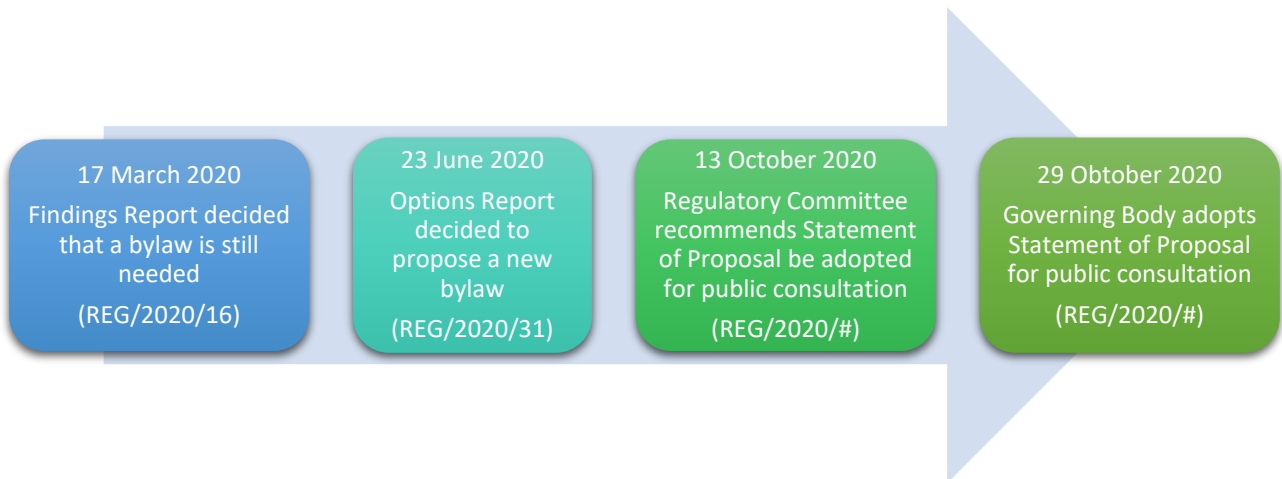 17 March 2020
Findings Report decided
that a bylaw is still
needed
(REG/2020/16)
23 June 2020
Options Report
decided to
propose a new
bylaw
(REG/2020/31)
13 October 2020
Regulatory Committee
recommends Statement
of Proposal be adopted
for public consultation
(REG/2020/#)
29 Obtober 2020
Governing Body adopts
Statement of Proposal
for public consultation
(REG/2020/#)